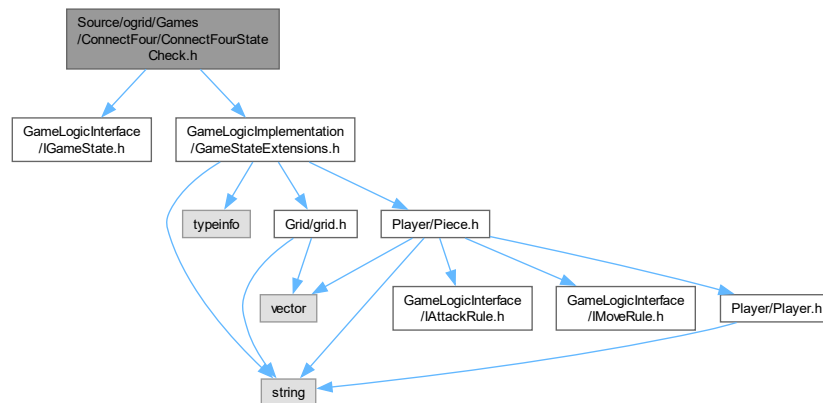 Source/ogrid/Games
/ConnectFour/ConnectFourState
Check.h
GameLogicInterface
/IGameState.h
GameLogicImplementation
/GameStateExtensions.h
typeinfo
Grid/grid.h
Player/Piece.h
vector
GameLogicInterface
/IAttackRule.h
GameLogicInterface
/IMoveRule.h
Player/Player.h
string